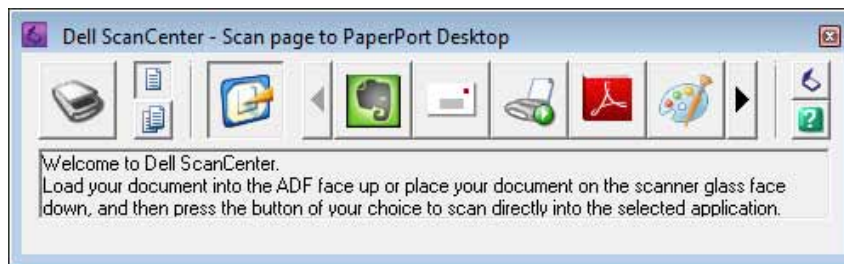 Dell ScanCenter - Scan page to PaperPort Desktop
Welcome to Dell ScanCenter.
Load your document into the ADF face up or place your document on the scanner glass face
down, and then press the button of your choice to scan directly into the selected application.